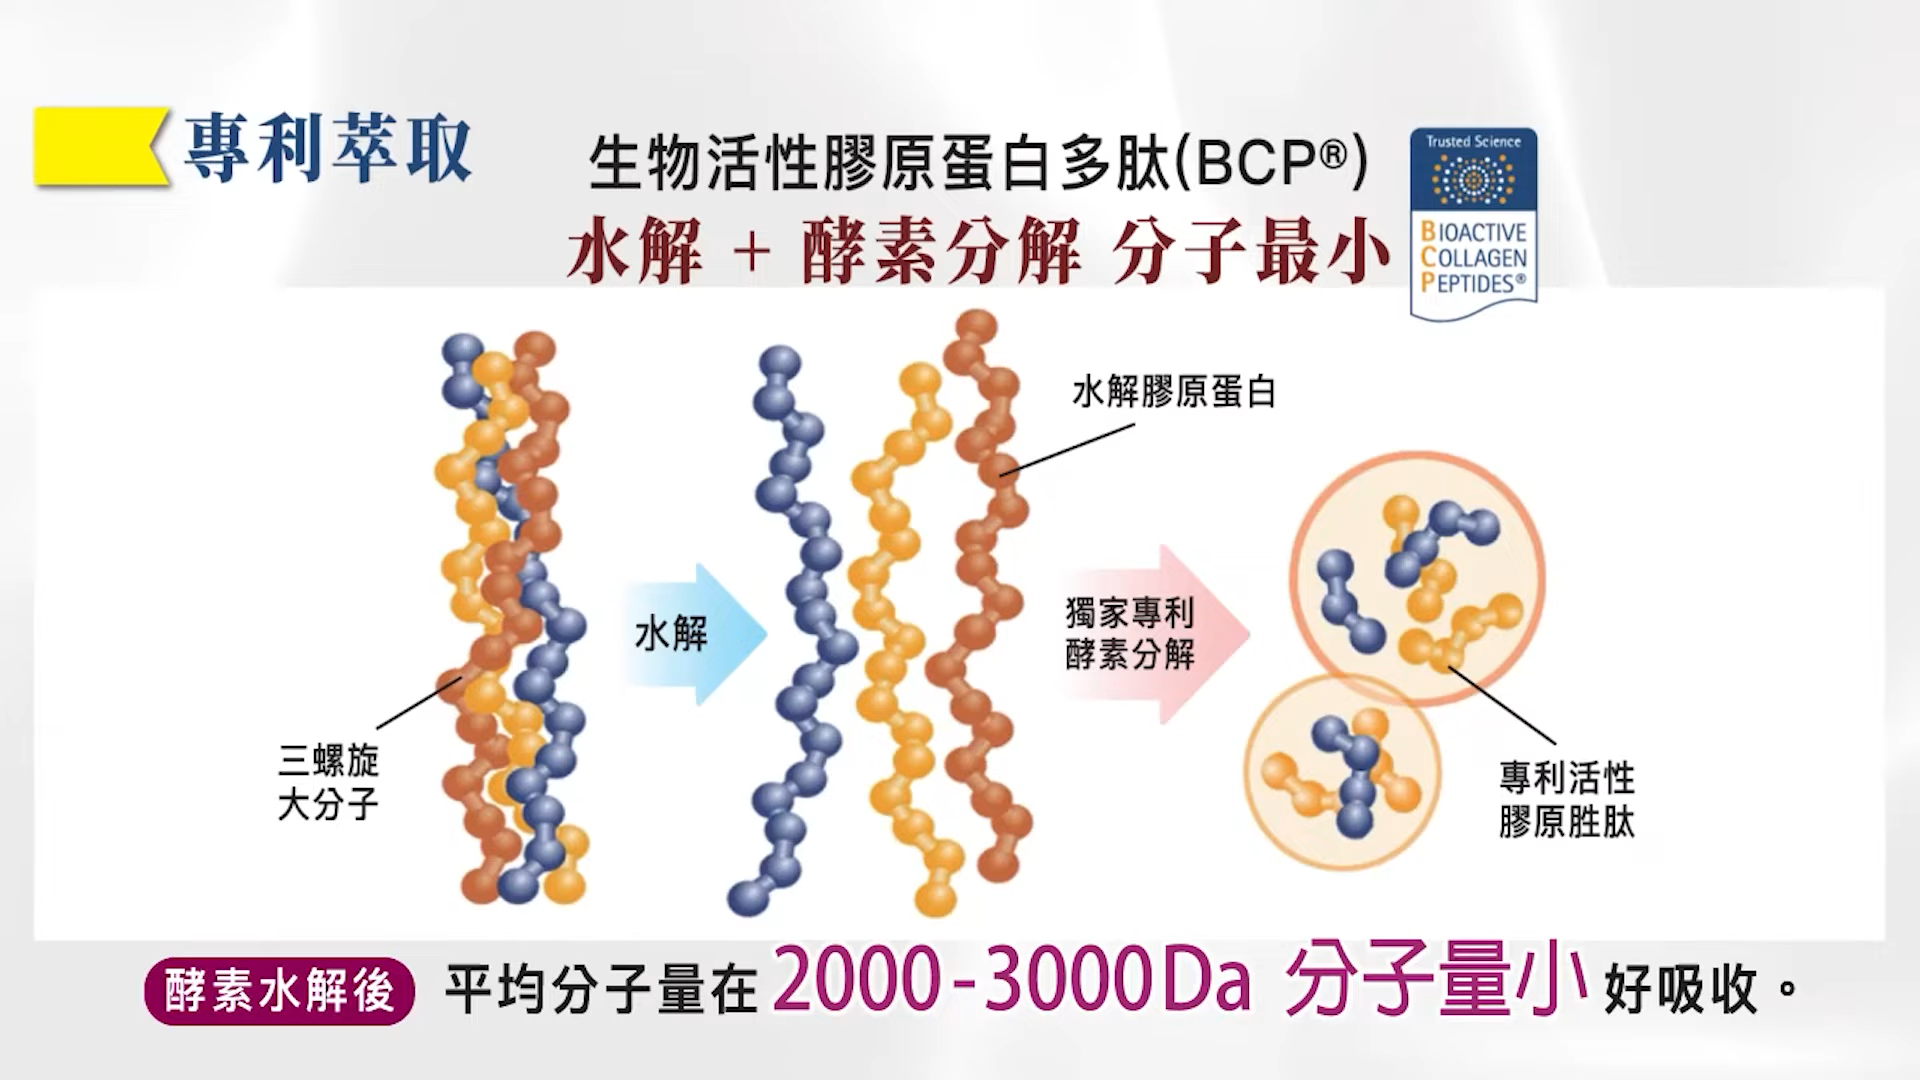 專利萃取
生物活性膠原蛋白多肽(BCP®)
水解 + 酵素分解 分子最小
Trusted Science
BIOACTIVE
COLLAGEN
PEPTIDES®
水解膠原蛋白
水解
獨家專利
酵素分解
三螺旋
大分子
專利活性
膠原胜肽
酵素水解後 平均分子量在 2000-3000Da 分子量小 好吸收。